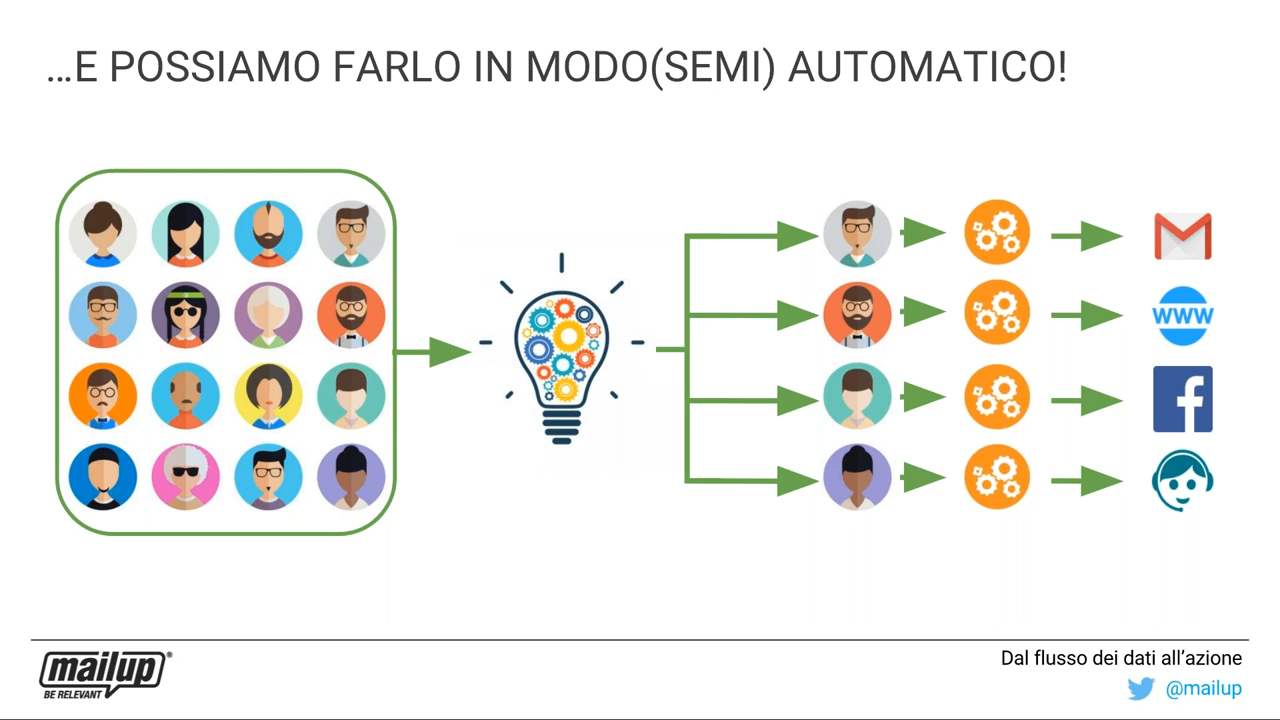 ...E POSSIAMO FARLO IN MODO(SEMI) AUTOMATICO!
WWW
f
mailup®
BE RELEVANT
Dal flusso dei dati all'azione
@mailup